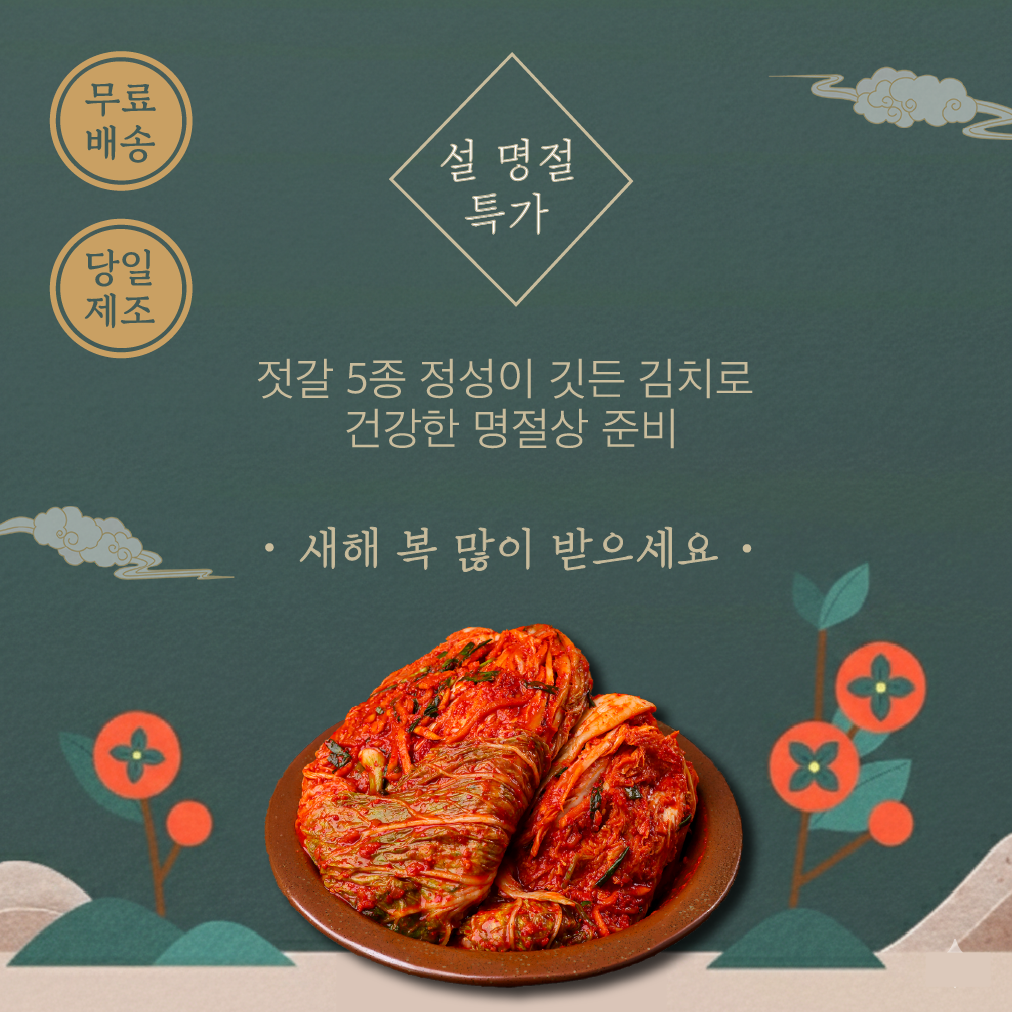 무료
배송
당일
제조
설 명절
특가
젓갈 5종 정성이 깃든 김치로
건강한 명절상 준비
• 새해 복 많이 받으세요 •